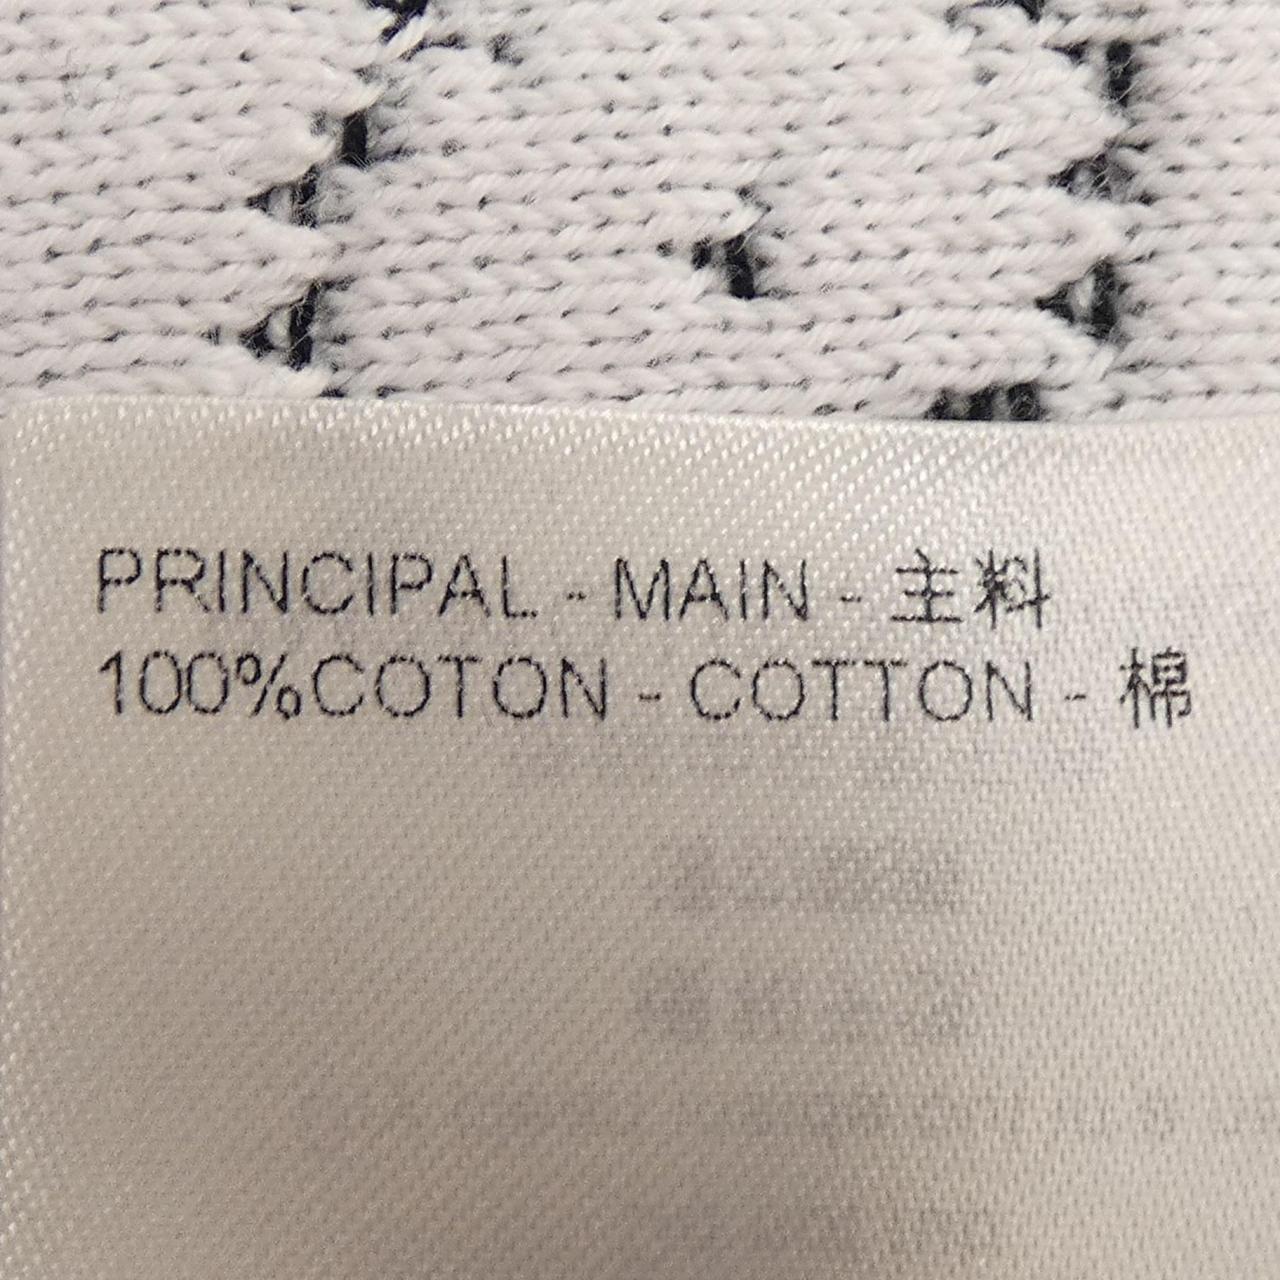 PRINCIPAL - MAIN - 主料
100%COTON - COTTON - 棉